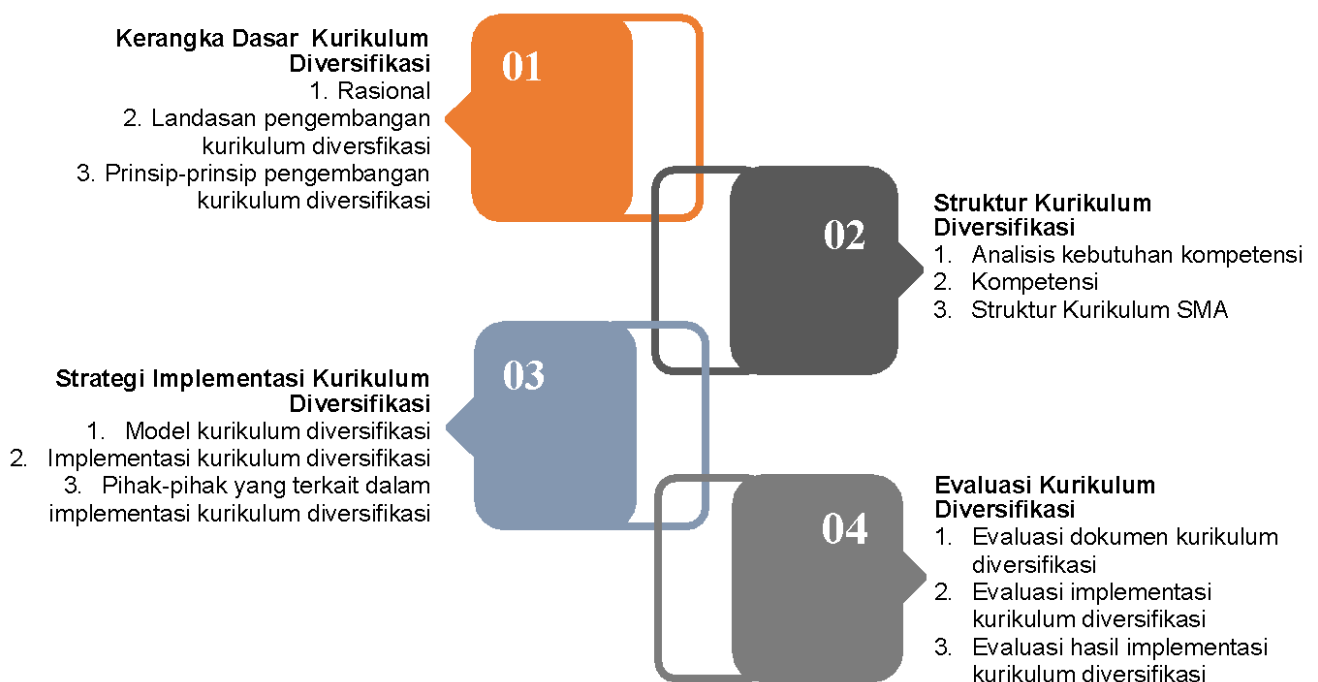 Kerangka Dasar Kurikulum
Diversifikasi
1. Rasional
2. Landasan pengembangan
kurikulum diversfikasi
3. Prinsip-prinsip pengembangan
kurikulum diversifikasi
01
02
Struktur Kurikulum
Diversifikasi
1. Analisis kebutuhan kompetensi
2. Kompetensi
3. Struktur Kurikulum SMA
Strategi Implementasi Kurikulum
Diversifikasi
1. Model kurikulum diversifikasi
2. Implementasi kurikulum diversifikasi
3. Pihak-pihak yang terkait dalam
implementasi kurikulum diversifikasi
03
04
Evaluasi Kurikulum
Diversifikasi
1. Evaluasi dokumen kurikulum
diversifikasi
2. Evaluasi implementasi
kurikulum diversifikasi
3. Evaluasi hasil implementasi
kurikulum diversifikasi